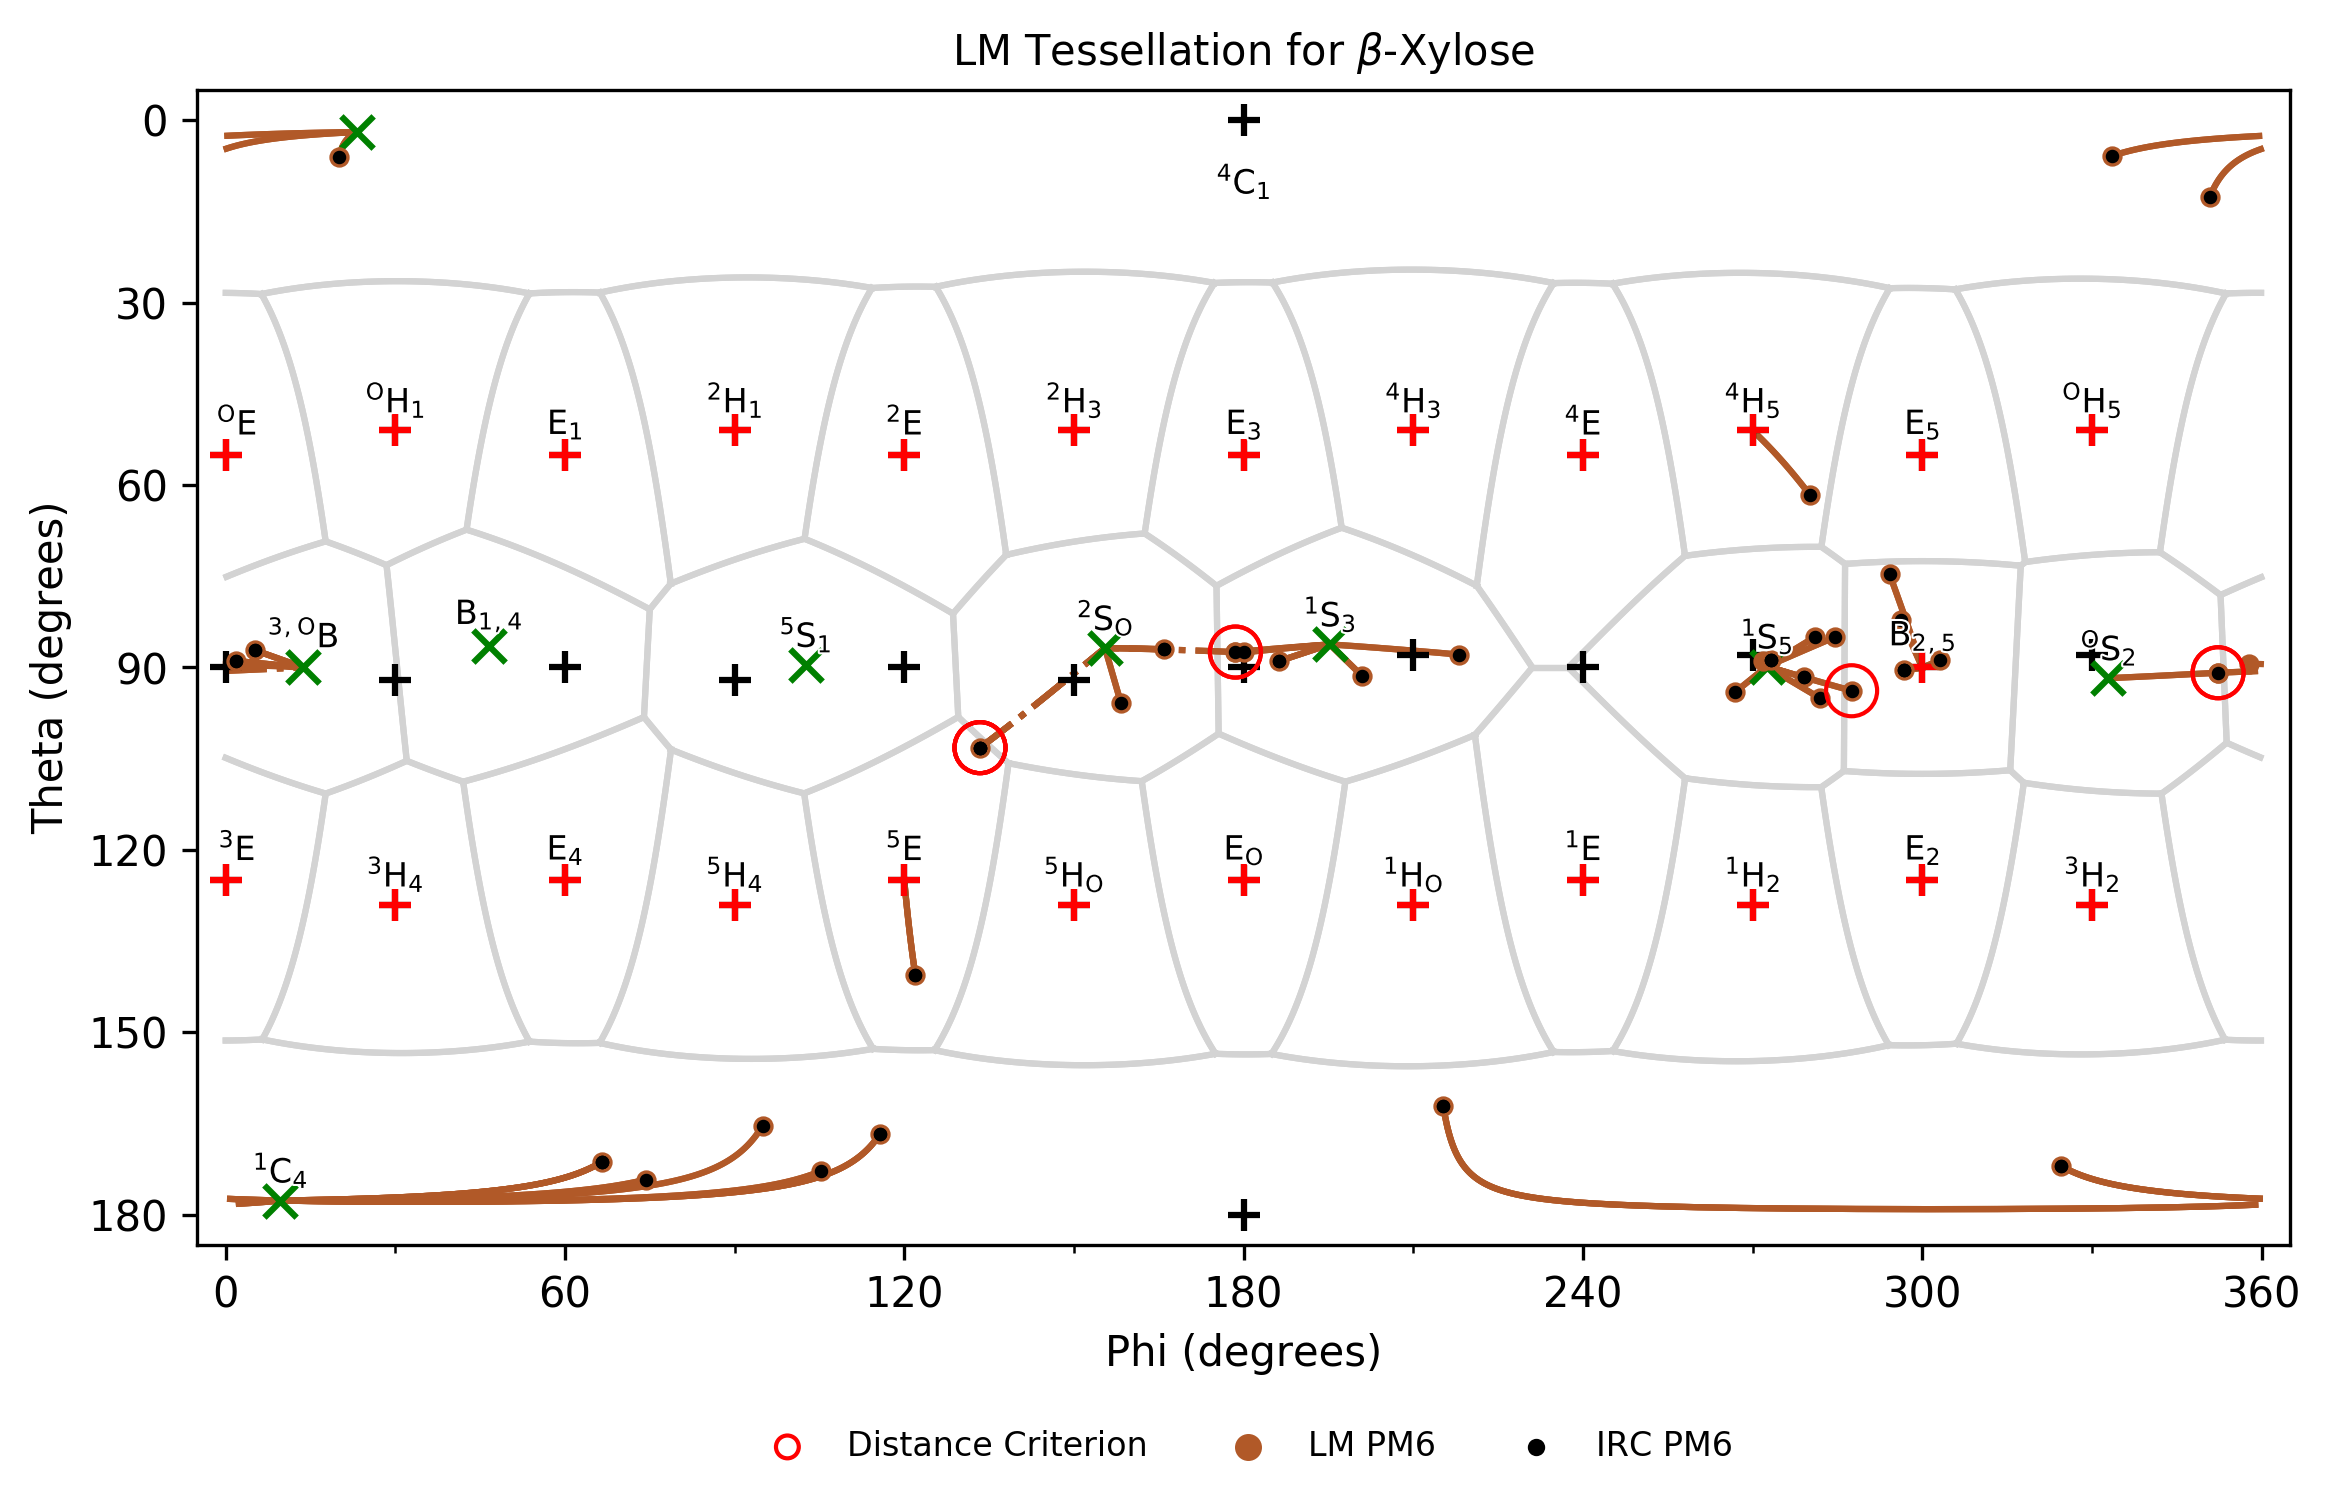 LM Tessellation for β-Xylose
0
⁴C₁
30
ᴼH₁ ²H₁ ²H₃ ⁴H₃ ⁴H₅ ᴼH₅
ᴼE E₁ ²E E₃ ⁴E E₅
60
³,ᴼB B₁,₄ ⁵S₁ ²Sₒ ¹S₃ ¹S₅ B₂,₅ ᴼS₂
90
120
³E E₄ ⁵E Eₒ ¹E E₂
³H₄ ⁵H₄ ⁵Hₒ ¹Hₒ ¹H₂ ³H₂
150
¹C₄
180
Theta (degrees)
0 60 120 180 240 300 360
Phi (degrees)
Distance Criterion LM PM6 IRC PM6